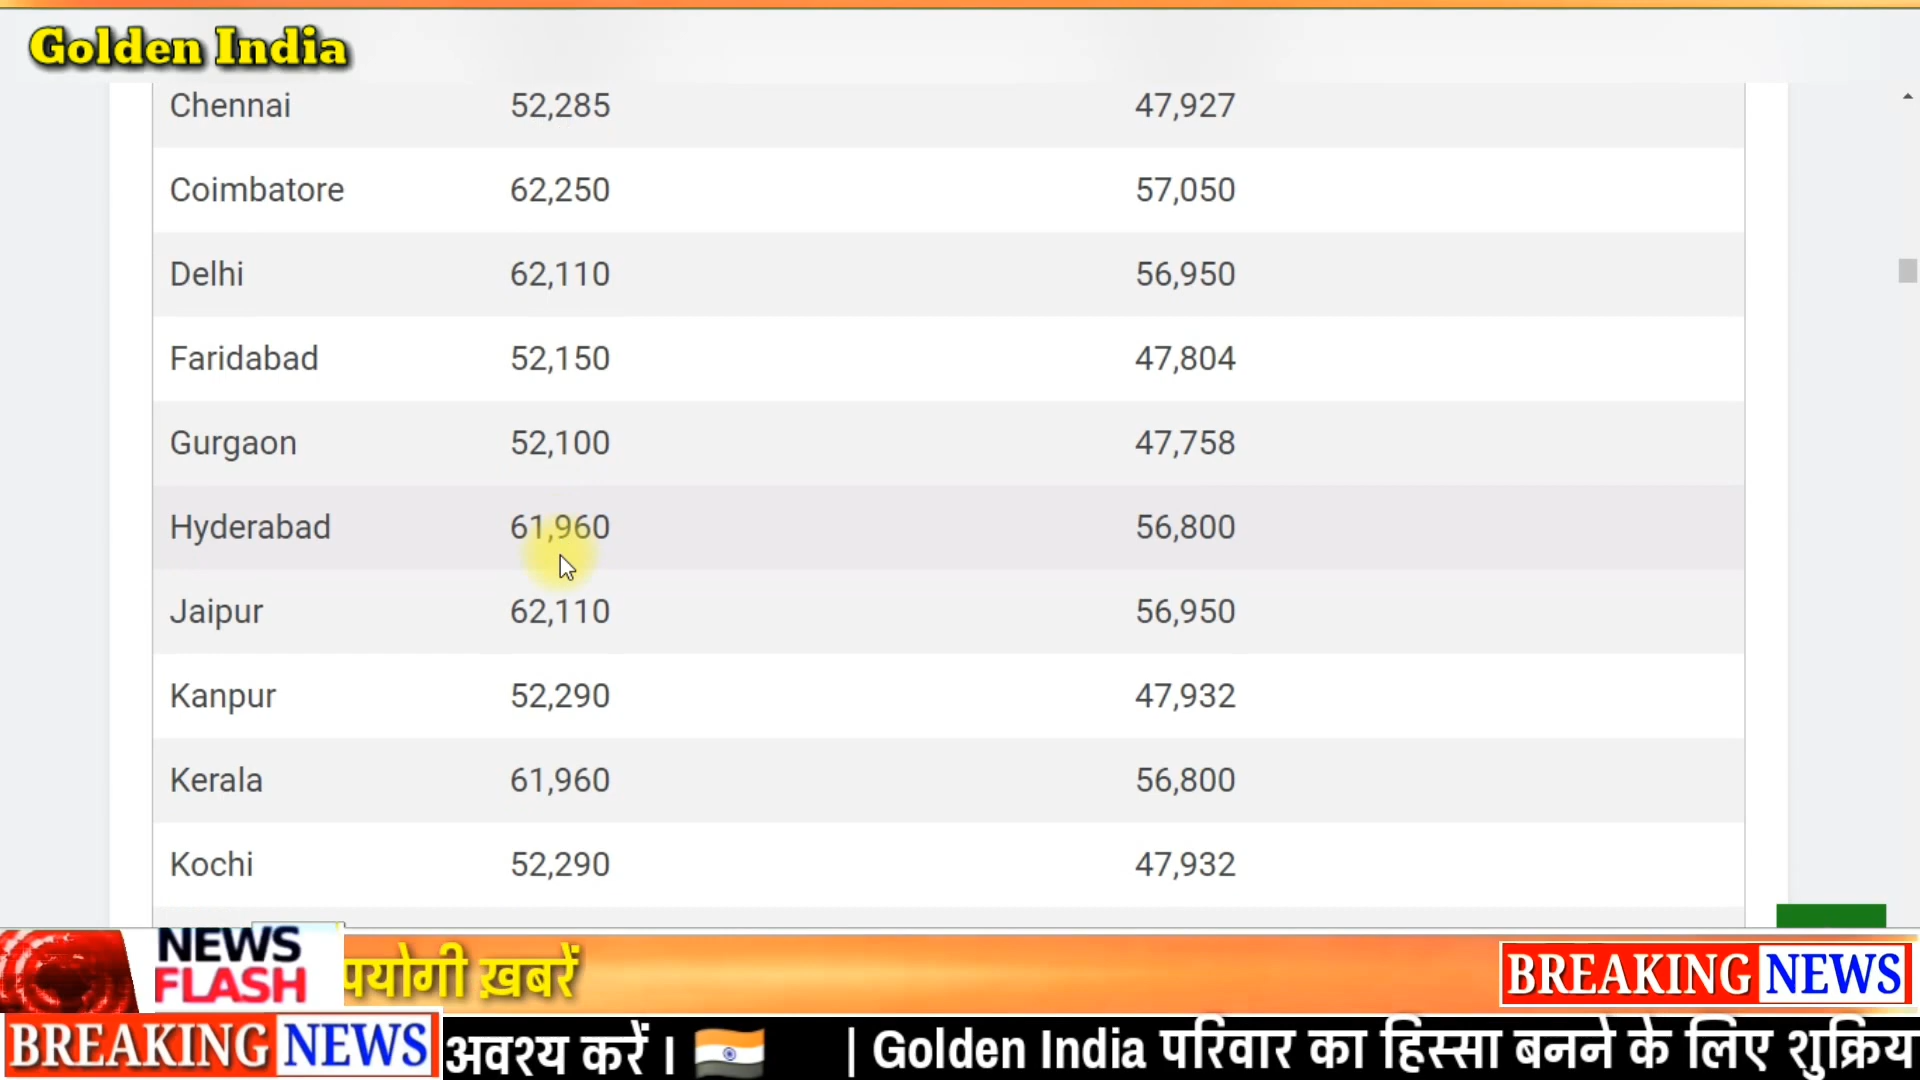 Golden India
Chennai 52,285 47,927
Coimbatore 62,250 57,050
Delhi 62,110 56,950
Faridabad 52,150 47,804
Gurgaon 52,100 47,758
Hyderabad 61,960 56,800
Jaipur 62,110 56,950
Kanpur 52,290 47,932
Kerala 61,960 56,800
Kochi 52,290 47,932
NEWS
FLASH
पयोगी ख़बरें
BREAKING NEWS
BREAKING NEWS
अवश्य करें । 🇮🇳 | Golden India परिवार का हिस्सा बनने के लिए शुक्रिय